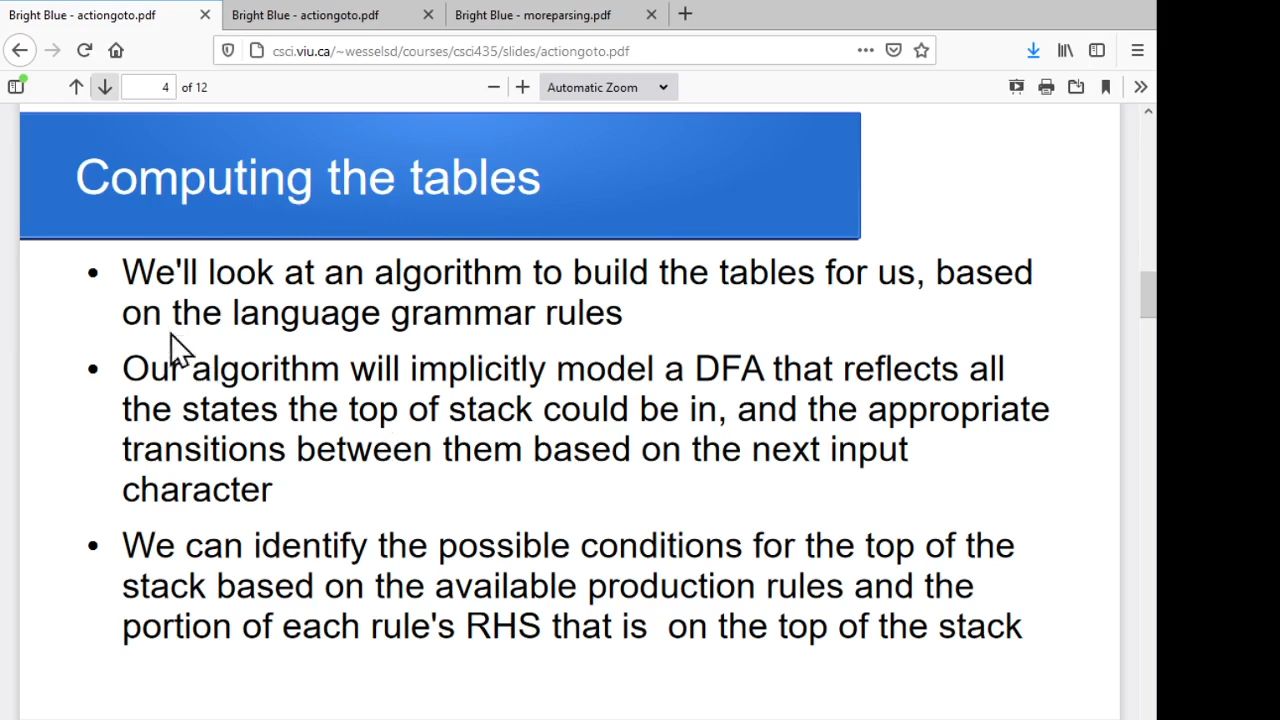 Bright Blue - actiongoto.pdf
Bright Blue - actiongoto.pdf
Bright Blue - moreparsing.pdf
csci.viu.ca/~wesselsd/courses/csci435/slides/actiongoto.pdf
4 of 12
Automatic Zoom
Computing the tables
• We'll look at an algorithm to build the tables for us, based
on the language grammar rules
• Our algorithm will implicitly model a DFA that reflects all
the states the top of stack could be in, and the appropriate
transitions between them based on the next input
character
• We can identify the possible conditions for the top of the
stack based on the available production rules and the
portion of each rule's RHS that is on the top of the stack